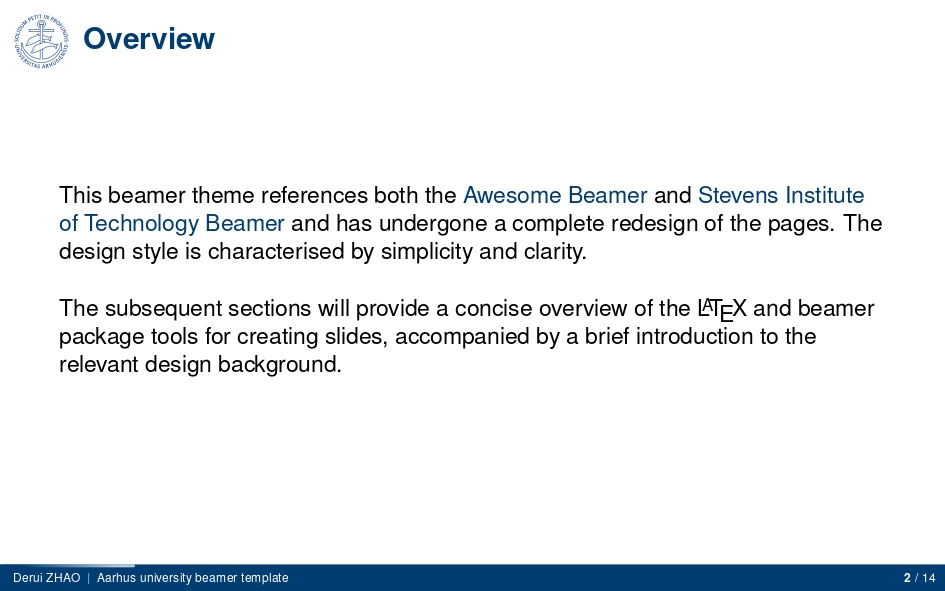 SOLIDUM PETIT IN PROFUNDIS
UNIVERSITAS ARHUSIENSIS
Overview
This beamer theme references both the Awesome Beamer and Stevens Institute
of Technology Beamer and has undergone a complete redesign of the pages. The
design style is characterised by simplicity and clarity.
The subsequent sections will provide a concise overview of the LATEX and beamer
package tools for creating slides, accompanied by a brief introduction to the
relevant design background.
Derui ZHAO | Aarhus university beamer template
2 / 14